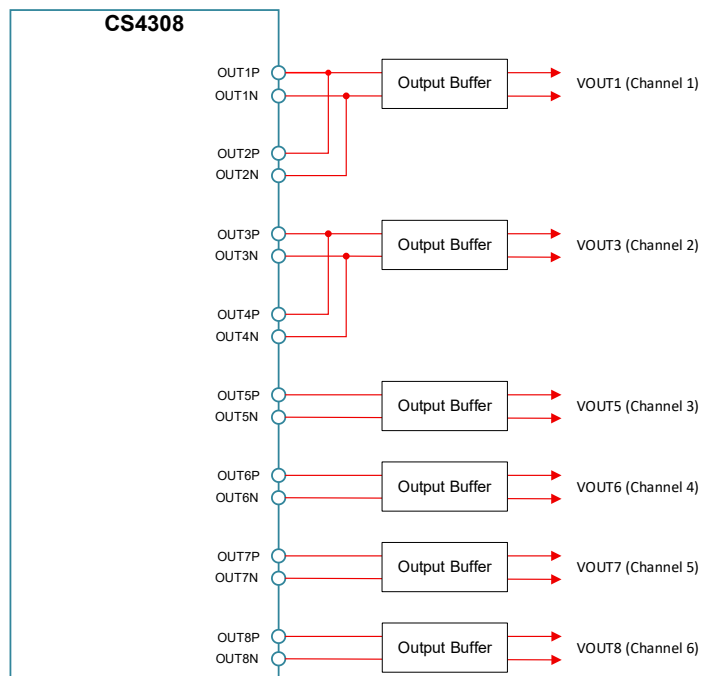 CS4308
OUT1P
OUT1N
Output Buffer
VOUT1 (Channel 1)
OUT2P
OUT2N
OUT3P
OUT3N
Output Buffer
VOUT3 (Channel 2)
OUT4P
OUT4N
OUT5P
OUT5N
Output Buffer
VOUT5 (Channel 3)
OUT6P
OUT6N
Output Buffer
VOUT6 (Channel 4)
OUT7P
OUT7N
Output Buffer
VOUT7 (Channel 5)
OUT8P
OUT8N
Output Buffer
VOUT8 (Channel 6)